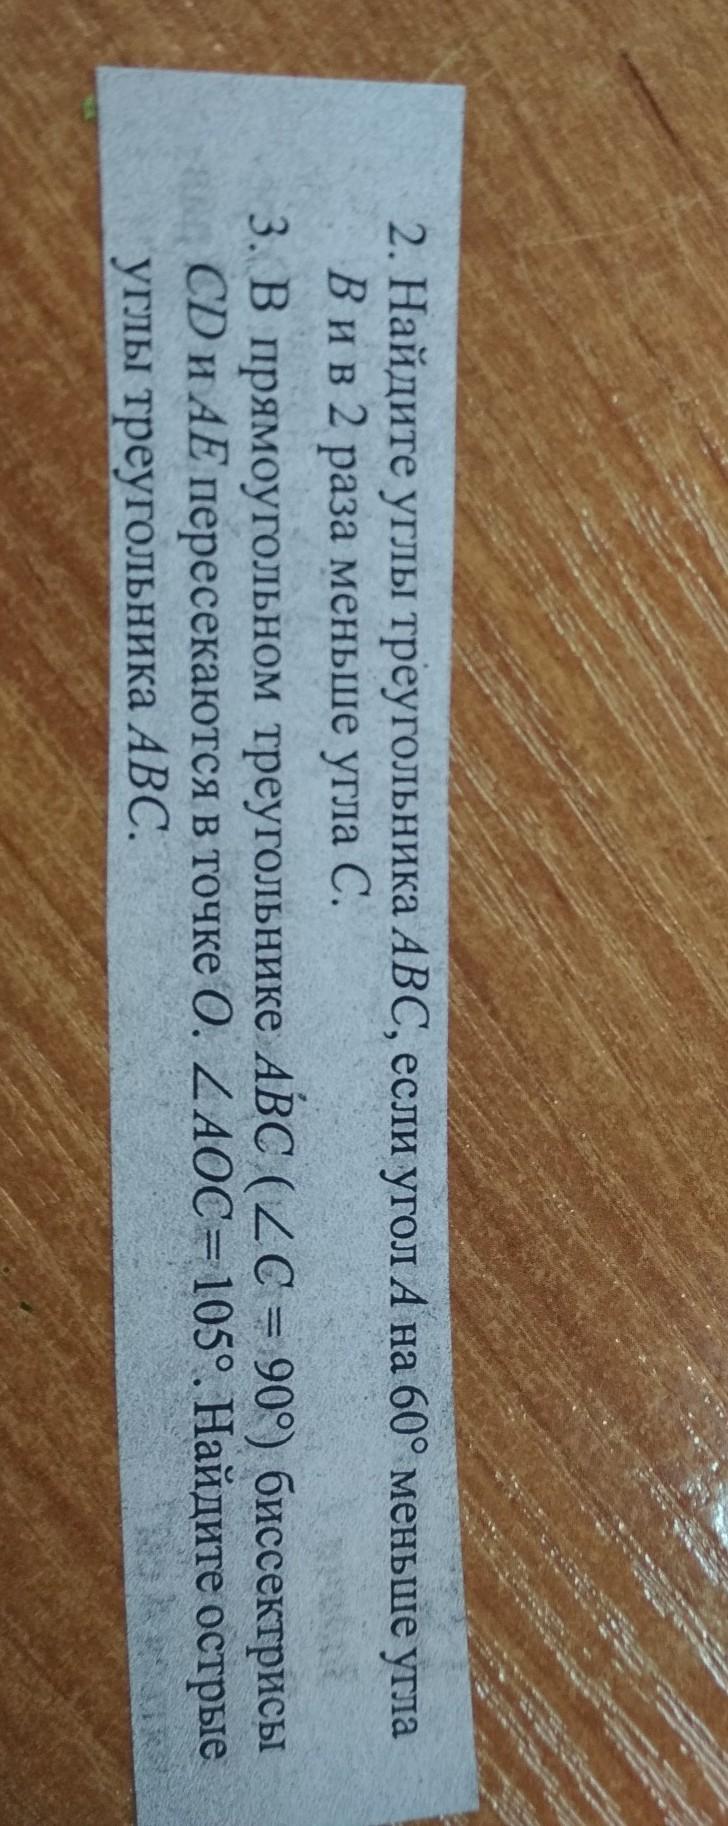 2. Найдите углы треугольника ABC, если угол A на 60° меньше угла
B и в 2 раза меньше угла C.
3. В прямоугольном треугольнике ABC (∠C = 90°) биссектрисы
CD и AE пересекаются в точке O. ∠AOC = 105°. Найдите острые
углы треугольника ABC.